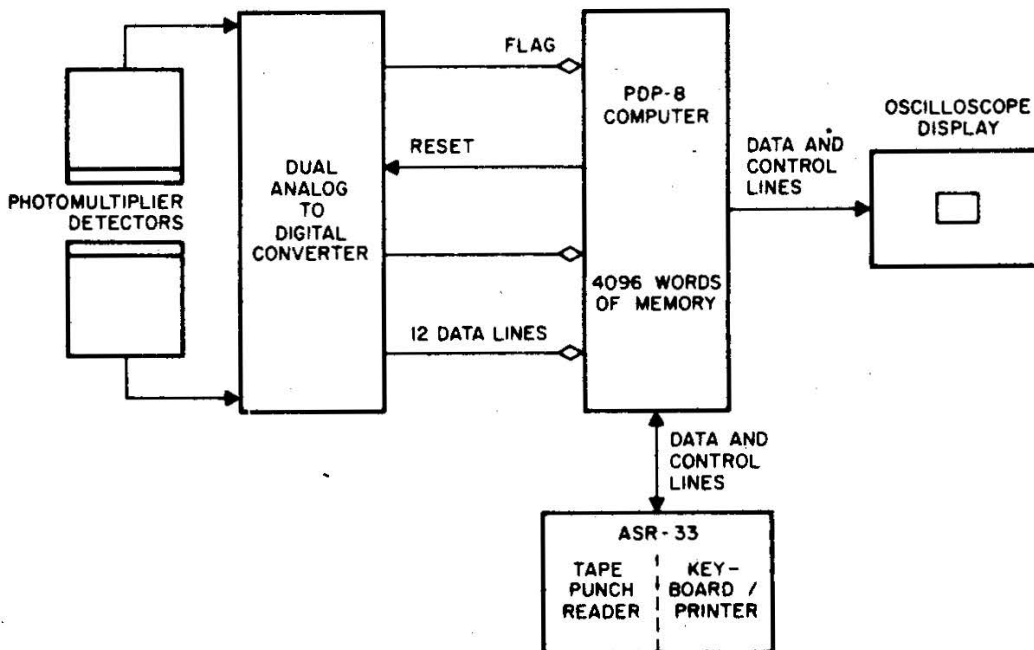 PHOTOMULTIPLIER
DETECTORS
DUAL
ANALOG
TO
DIGITAL
CONVERTER
FLAG
RESET
12 DATA LINES
PDP-8
COMPUTER
4096 WORDS
OF MEMORY
DATA AND
CONTROL
LINES
OSCILLOSCOPE
DISPLAY
DATA AND
CONTROL
LINES
ASR-33
TAPE
PUNCH
READER
KEY-
BOARD /
PRINTER